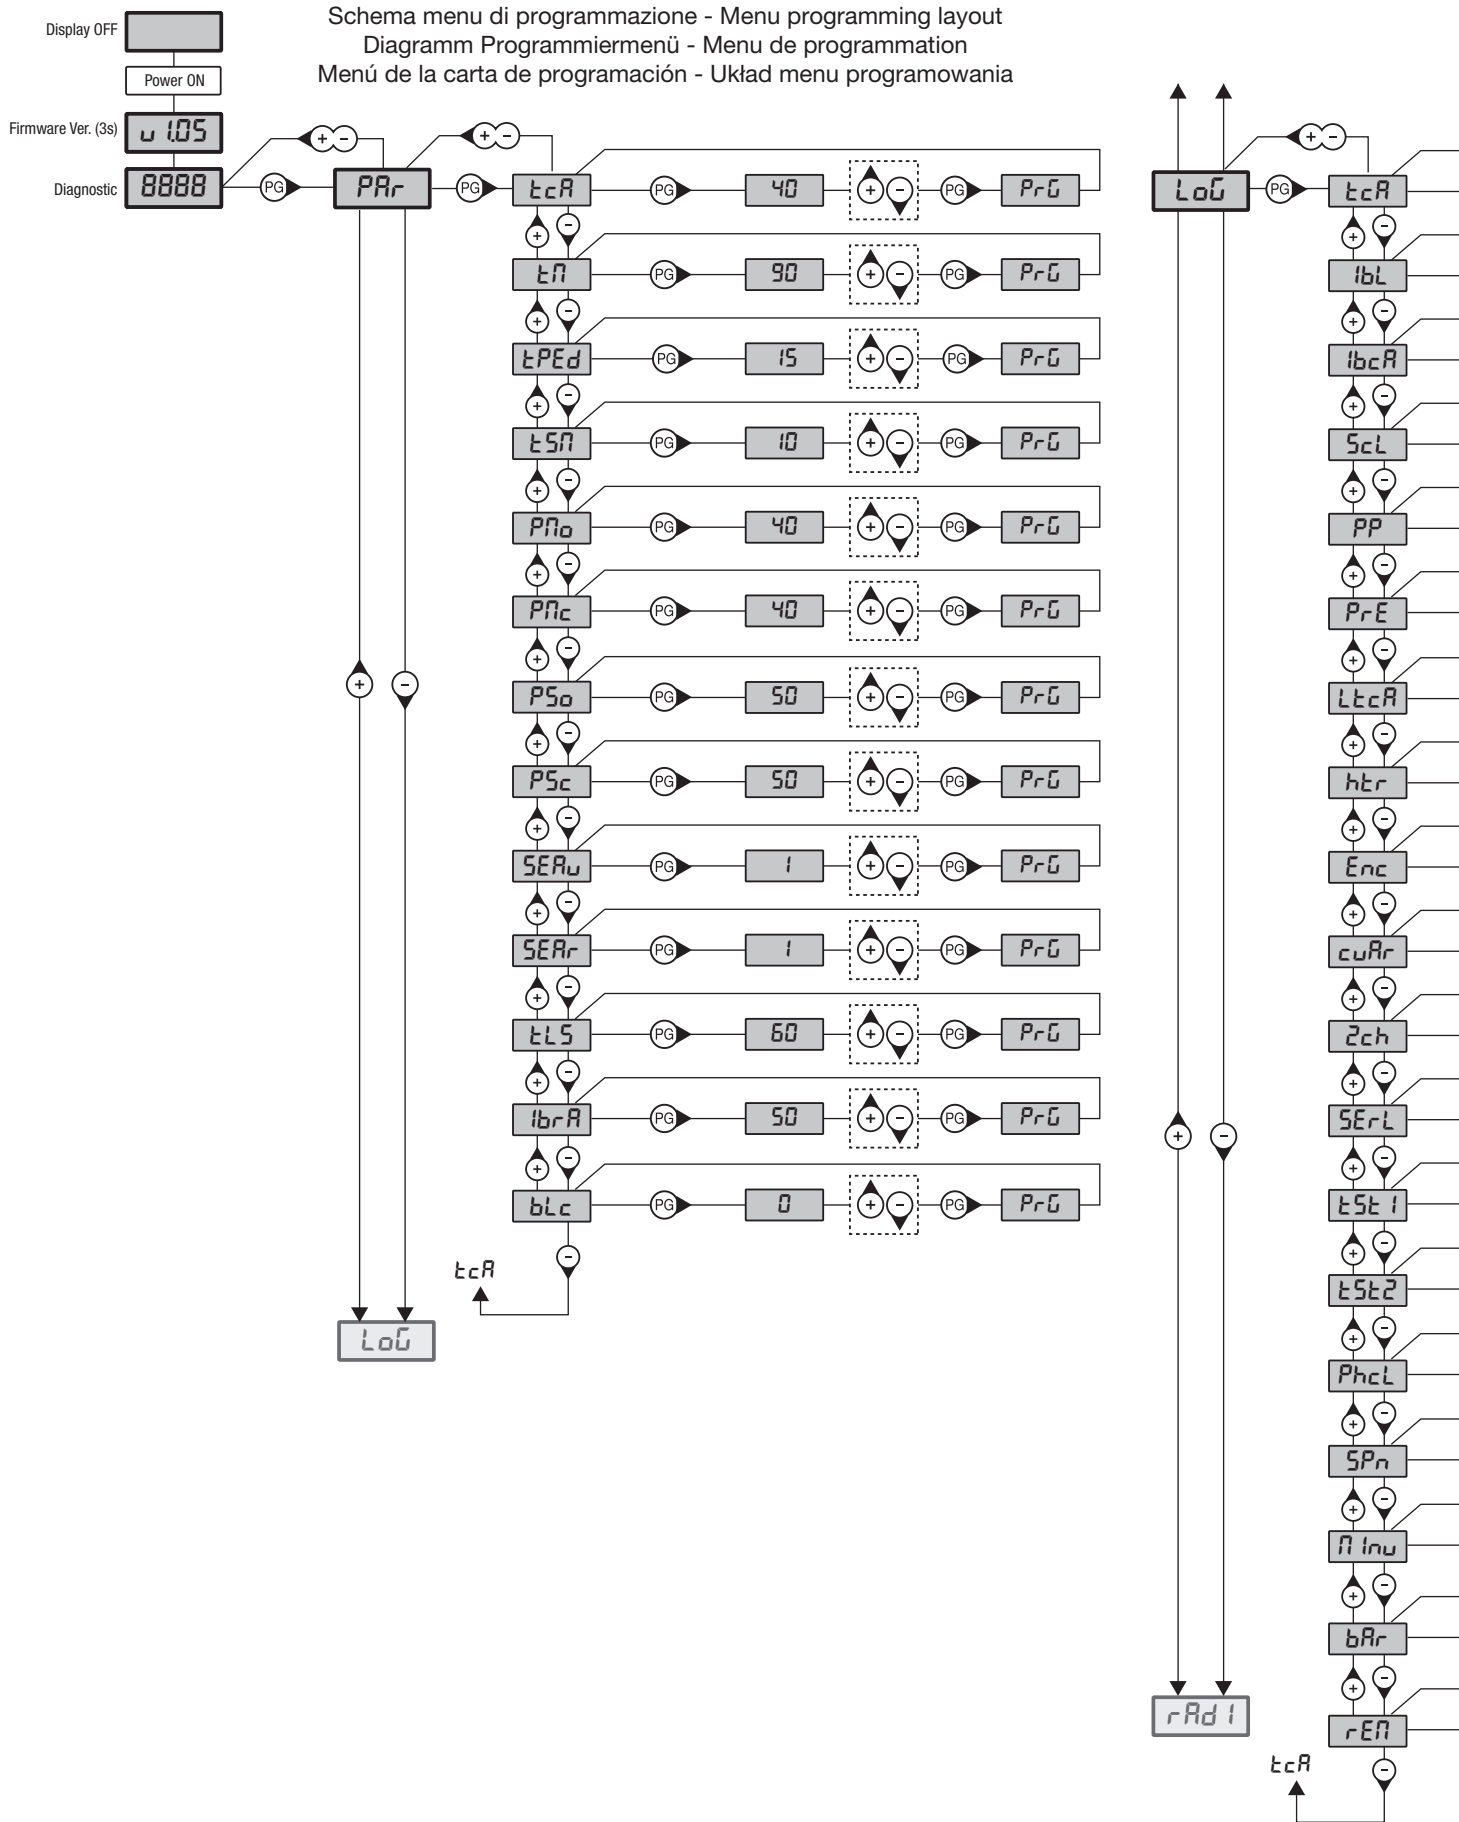 Schema menu di programmazione - Menu programming layout
Diagramm Programmiermenü - Menu de programmation
Menú de la carta de programación - Układ menu programowania
Display OFF
Power ON
Firmware Ver. (3s) v 1.05
Diagnostic 8888
+ -
PG
PAr
+ -
PG
tcA PG 40 + - PG PrG
+ -
tM PG 90 + - PG PrG
+ -
tPEd PG 15 + - PG PrG
+ -
tSM PG 10 + - PG PrG
+ -
PMo PG 40 + - PG PrG
+ -
PMc PG 40 + - PG PrG
+ -
PSo PG 50 + - PG PrG
+ -
PSc PG 50 + - PG PrG
+ -
SEAv PG 1 + - PG PrG
+ -
SEAr PG 1 + - PG PrG
+ -
tLS PG 60 + - PG PrG
+ -
IbrA PG 50 + - PG PrG
+ -
bLc PG 0 + - PG PrG
-
tcA
+ -
LoG
LoG
+ -
PG
tcA
+ -
IbL
+ -
IbcA
+ -
ScL
+ -
PP
+ -
PrE
+ -
LtcA
+ -
htr
+ -
Enc
+ -
cvAr
+ -
2ch
+ -
SErL
+ -
tSt1
+ -
tSt2
+ -
PhcL
+ -
SPn
+ -
MInv
+ -
bAr
+ -
rEM
-
tcA
+ -
rAd1